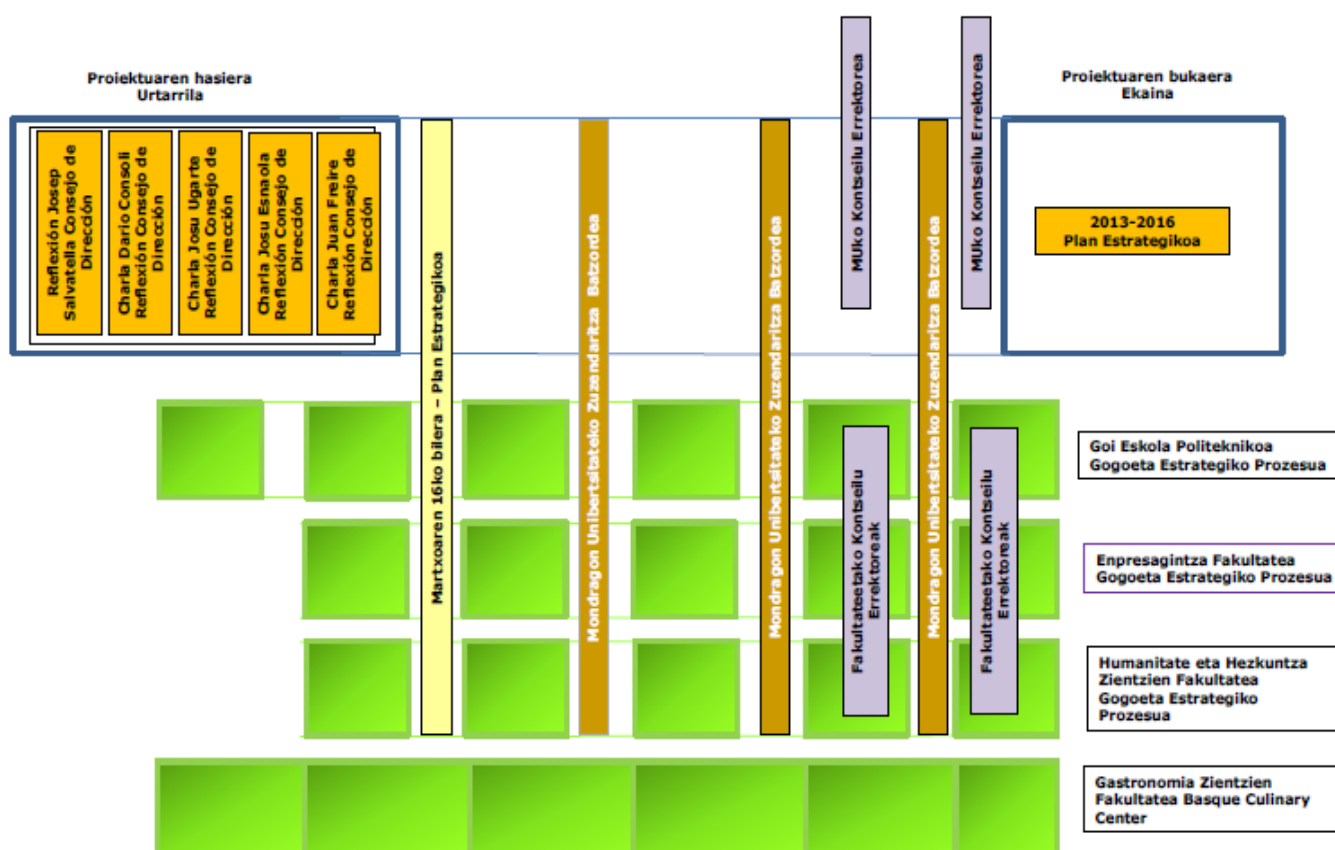 Proiektuaren hasiera
Urtarrila
Proiektuaren bukaera
Ekaina
Reflexión Josep
Salvatella Consejo de
Dirección
Charla Dario Consoli
Reflexión Consejo de
Dirección
Charla Josu Ugarte
Reflexión Consejo de
Dirección
Charla Josu Esnaola
Reflexión Consejo de
Dirección
Charla Juan Freire
Reflexión Consejo de
Dirección
Martxoaren 16ko bilera – Plan Estrategikoa
Mondragon Unibertsitateko Zuzendaritza Batzordea
Mondragon Unibertsitateko Zuzendaritza Batzordea
MUko Kontseilu Errektorea
Mondragon Unibertsitateko Zuzendaritza Batzordea
MUko Kontseilu Errektorea
2013-2016
Plan Estrategikoa
Fakultateetako Kontseilu
Errektoreak
Fakultateetako Kontseilu
Errektoreak
Goi Eskola Politeknikoa
Gogoeta Estrategiko Prozesua
Enpresagintza Fakultatea
Gogoeta Estrategiko Prozesua
Humanitate eta Hezkuntza
Zientzien Fakultatea
Gogoeta Estrategiko
Prozesua
Gastronomia Zientzien
Fakultatea Basque Culinary
Center